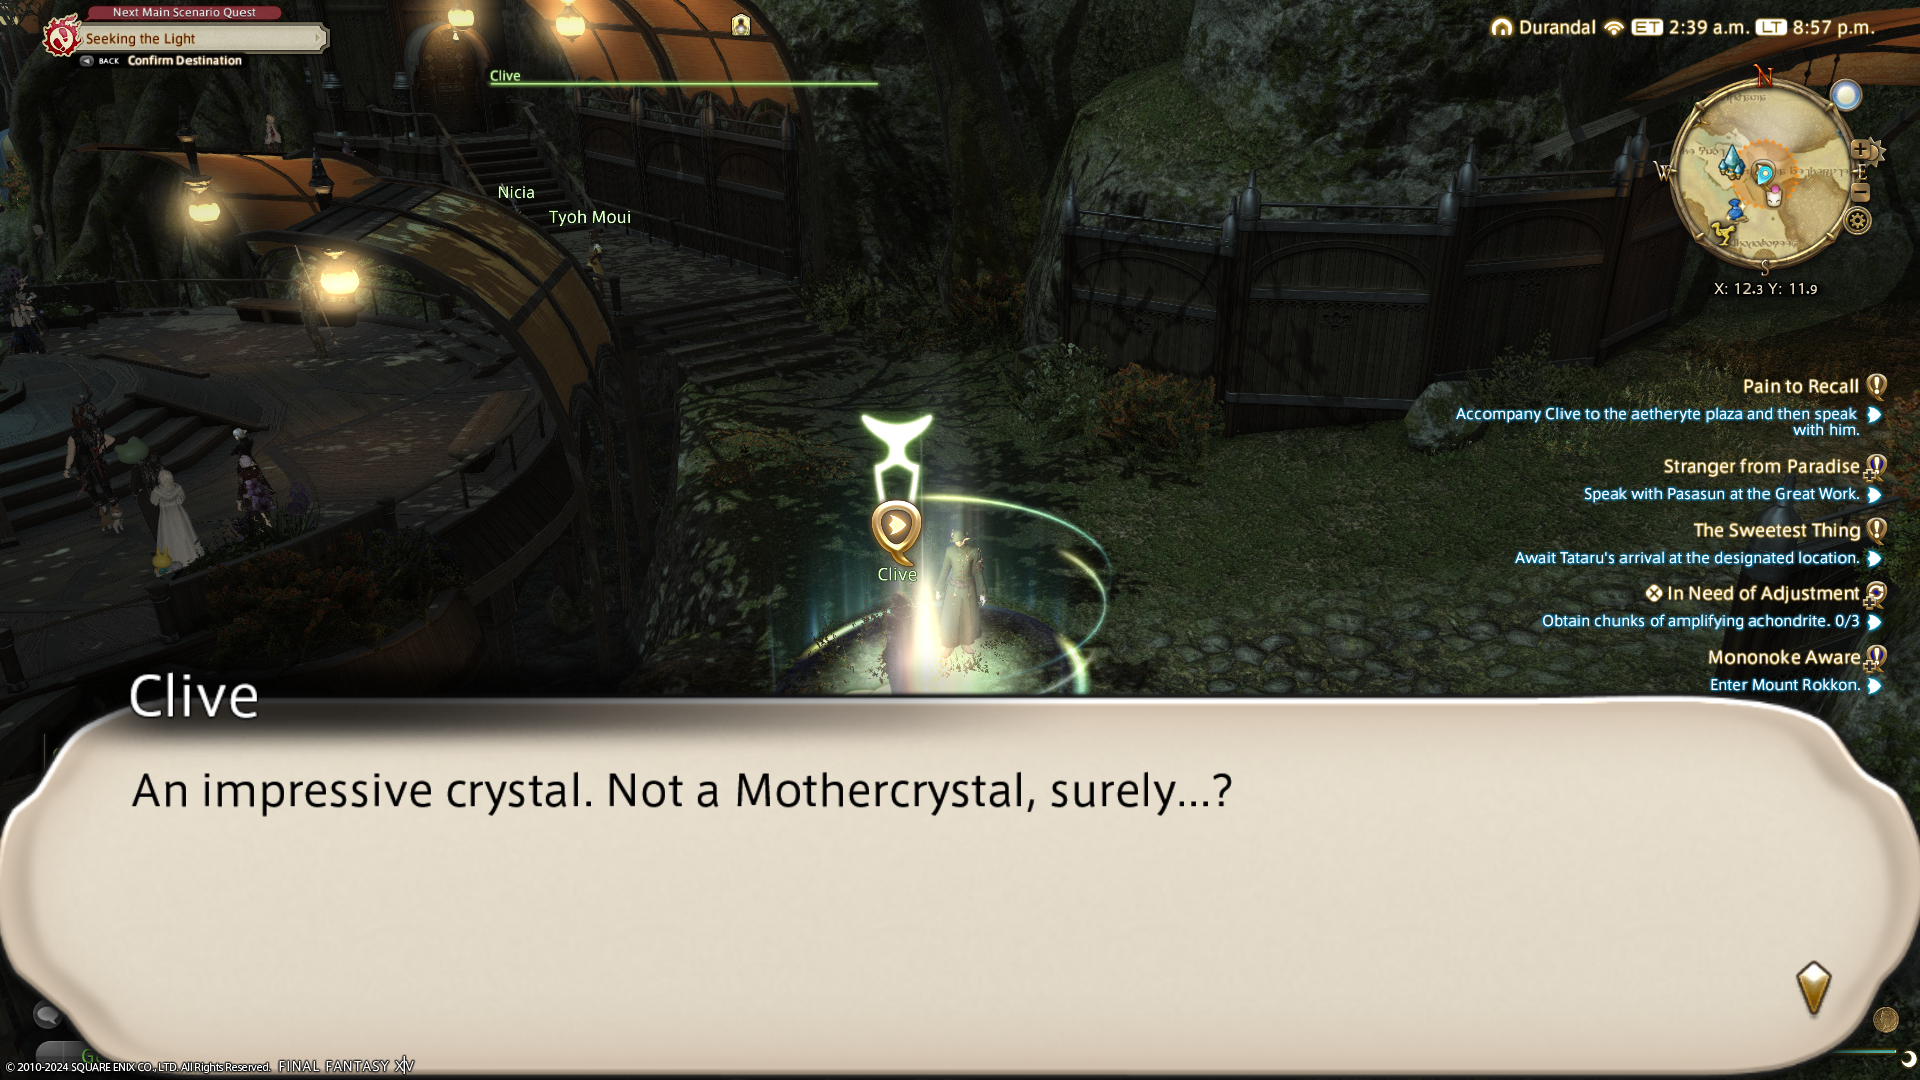 Next Main Scenario Quest
Seeking the Light
BACK Confirm Destination
Clive
Durandal ET 2:39 a.m. LT 8:57 p.m.
N
W
E
S
X: 12.3 Y: 11.9
Nicia
Tyoh Moui
Pain to Recall
Accompany Clive to the aetheryte plaza and then speak
with him.
Stranger from Paradise
Speak with Pasasun at the Great Work.
The Sweetest Thing
Await Tataru's arrival at the designated location.
In Need of Adjustment
Obtain chunks of amplifying achondrite. 0/3
Mononoke Aware
Enter Mount Rokkon.
Clive
Clive
An impressive crystal. Not a Mothercrystal, surely...?
© 2010-2024 SQUARE ENIX CO., LTD. All Rights Reserved. FINAL FANTASY XIV